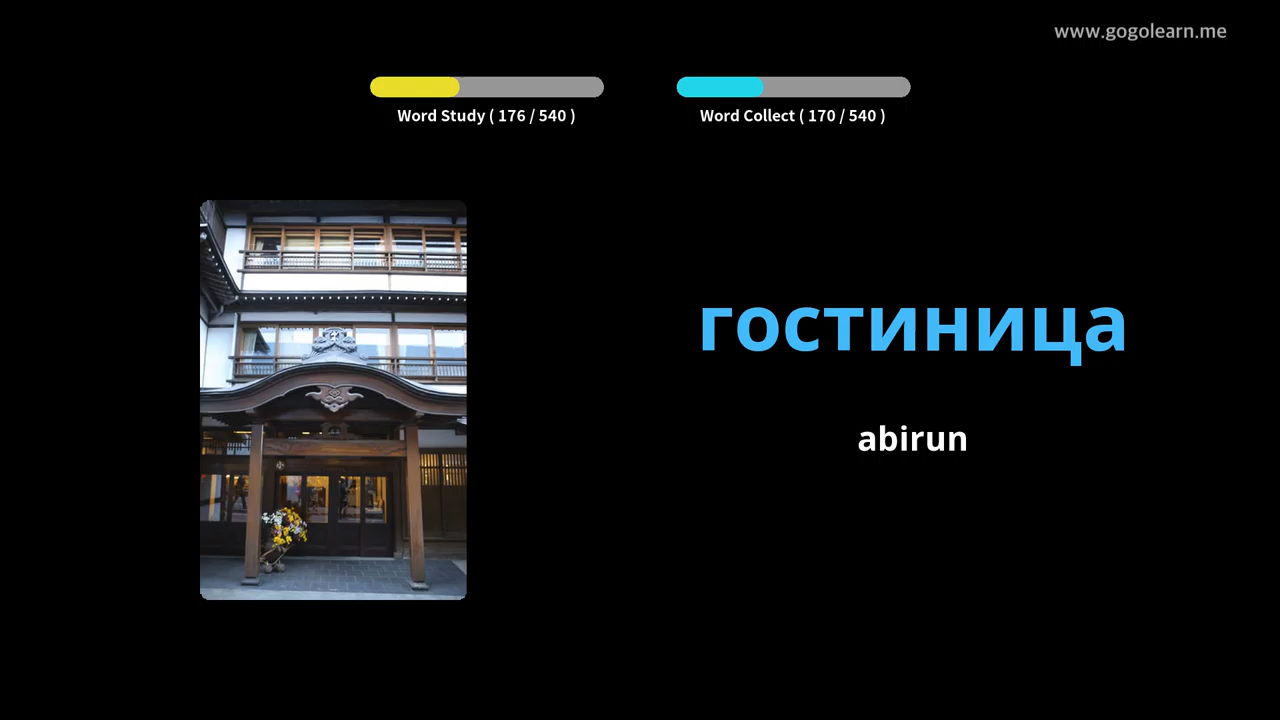 www.gogolearn.me
Word Study ( 176 / 540 )
Word Collect ( 170 / 540 )
гостиница
abirun